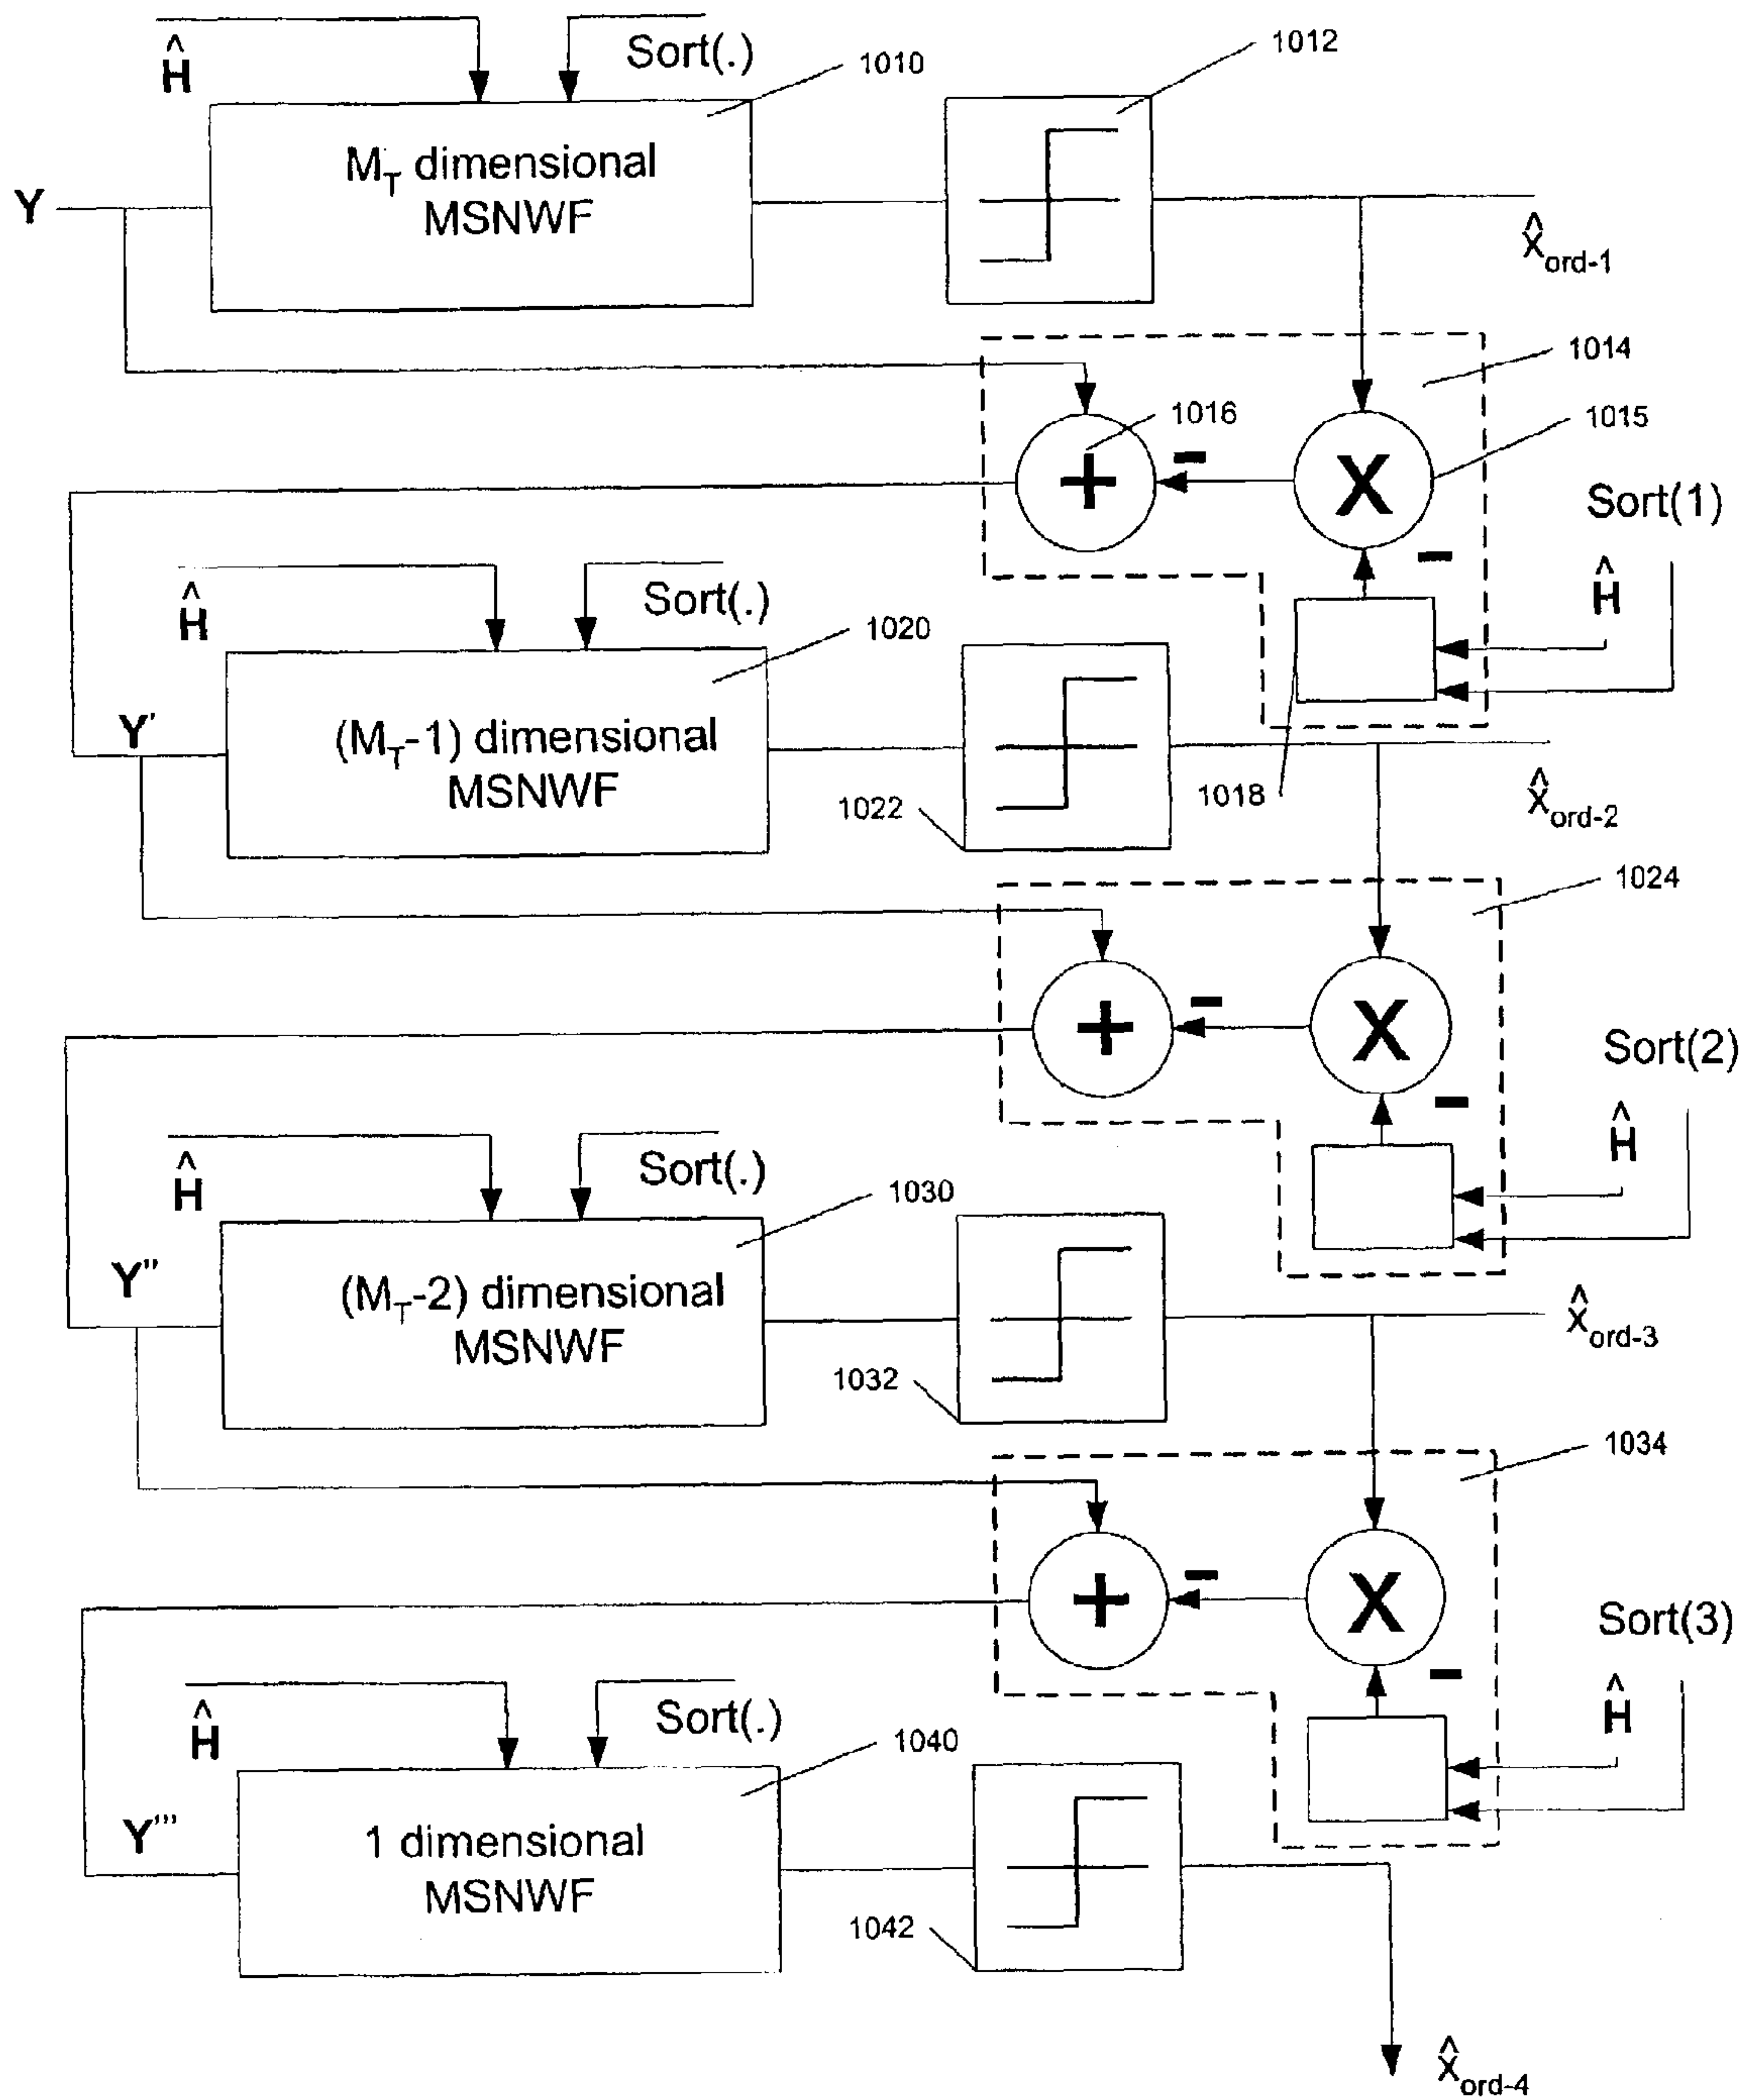 Ĥ
Sort(.)
1010
1012
M_T dimensional
MSNWF
Y
x̂_ord-1
1014
1016
+
-
X
1015
Sort(1)
-
Ĥ
Ĥ
Sort(.)
1020
Y'
(M_T-1) dimensional
MSNWF
1022
1018
x̂_ord-2
1024
+
-
X
Sort(2)
-
Ĥ
Ĥ
Sort(.)
1030
Y''
(M_T-2) dimensional
MSNWF
1032
x̂_ord-3
1034
+
-
X
Sort(3)
-
Ĥ
Ĥ
Sort(.)
1040
Y'''
1 dimensional
MSNWF
1042
x̂_ord-4